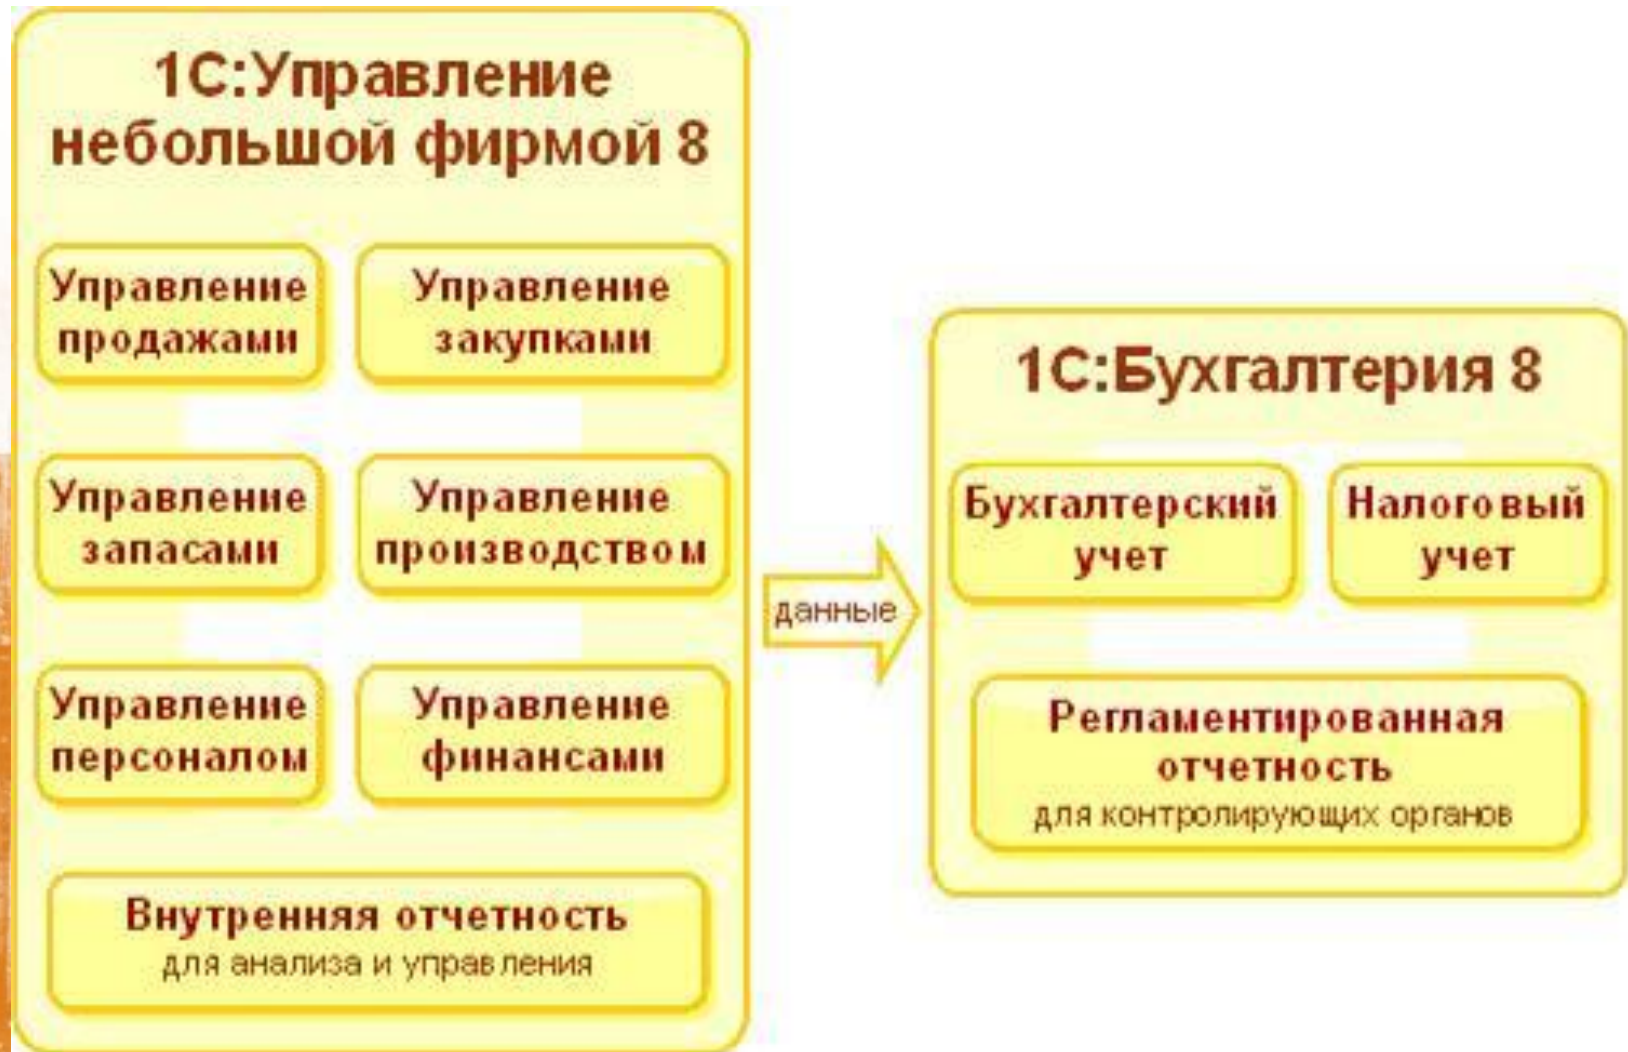 1С:Управление
небольшой фирмой 8
Управление
продажами
Управление
закупками
Управление
запасами
Управление
производством
Управление
персоналом
Управление
финансами
Внутренняя отчетность
для анализа и управления
данные
1С:Бухгалтерия 8
Бухгалтерский
учет
Налоговый
учет
Регламентированная
отчетность
для контролирующих органов